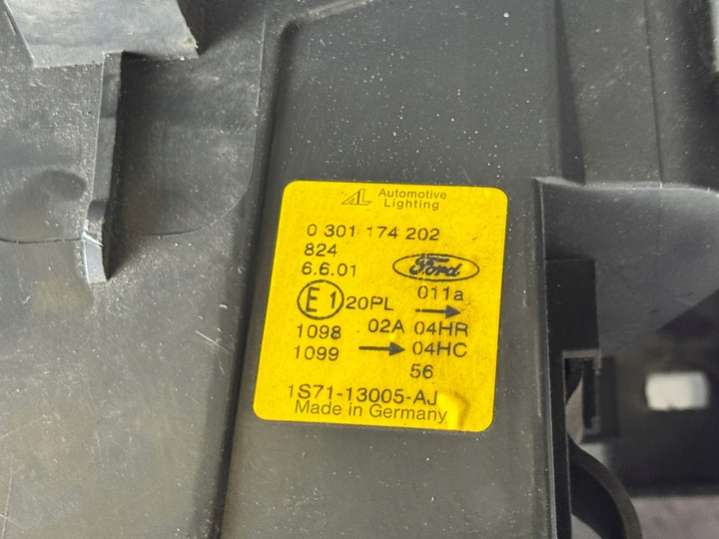 AL Automotive
Lighting
0 301 174 202
824
6.6.01 Ford
E1 20PL 011a →
1098 02A 04HR
1099 → 04HC
56
1S71-13005-AJ
Made in Germany